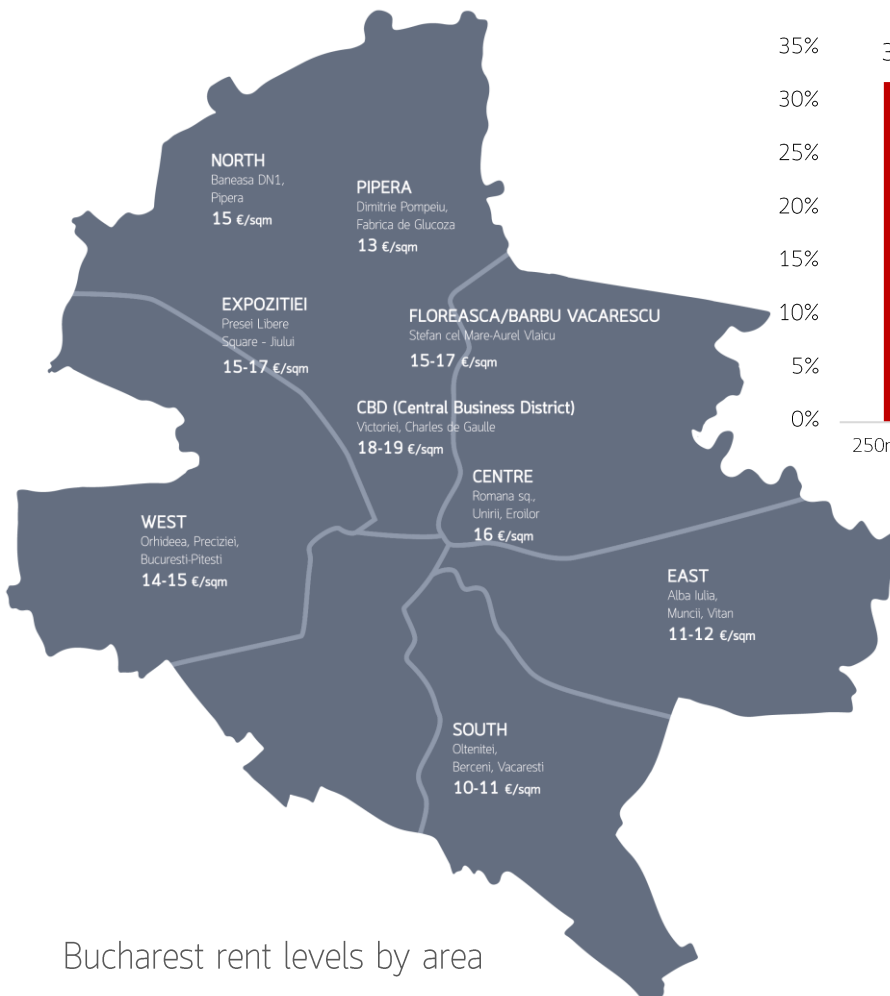 NORTH
Baneasa DN1,
Pipera
15 €/sqm
PIPERA
Dimitrie Pompeiu,
Fabrica de Glucoza
13 €/sqm
EXPOZITIEI
Presei Libere
Square - Jiului
15-17 €/sqm
FLOREASCA/BARBU VACARESCU
Stefan cel Mare-Aurel Vlaicu
15-17 €/sqm
CBD (Central Business District)
Victoriei, Charles de Gaulle
18-19 €/sqm
CENTRE
Romana sq.,
Unirii, Eroilor
16 €/sqm
WEST
Orhideea, Preciziei,
Bucuresti-Pitesti
14-15 €/sqm
EAST
Alba Iulia,
Muncii, Vitan
11-12 €/sqm
SOUTH
Oltenitei,
Berceni, Vacaresti
10-11 €/sqm
Bucharest rent levels by area
35%
30%
25%
20%
15%
10%
5%
0%